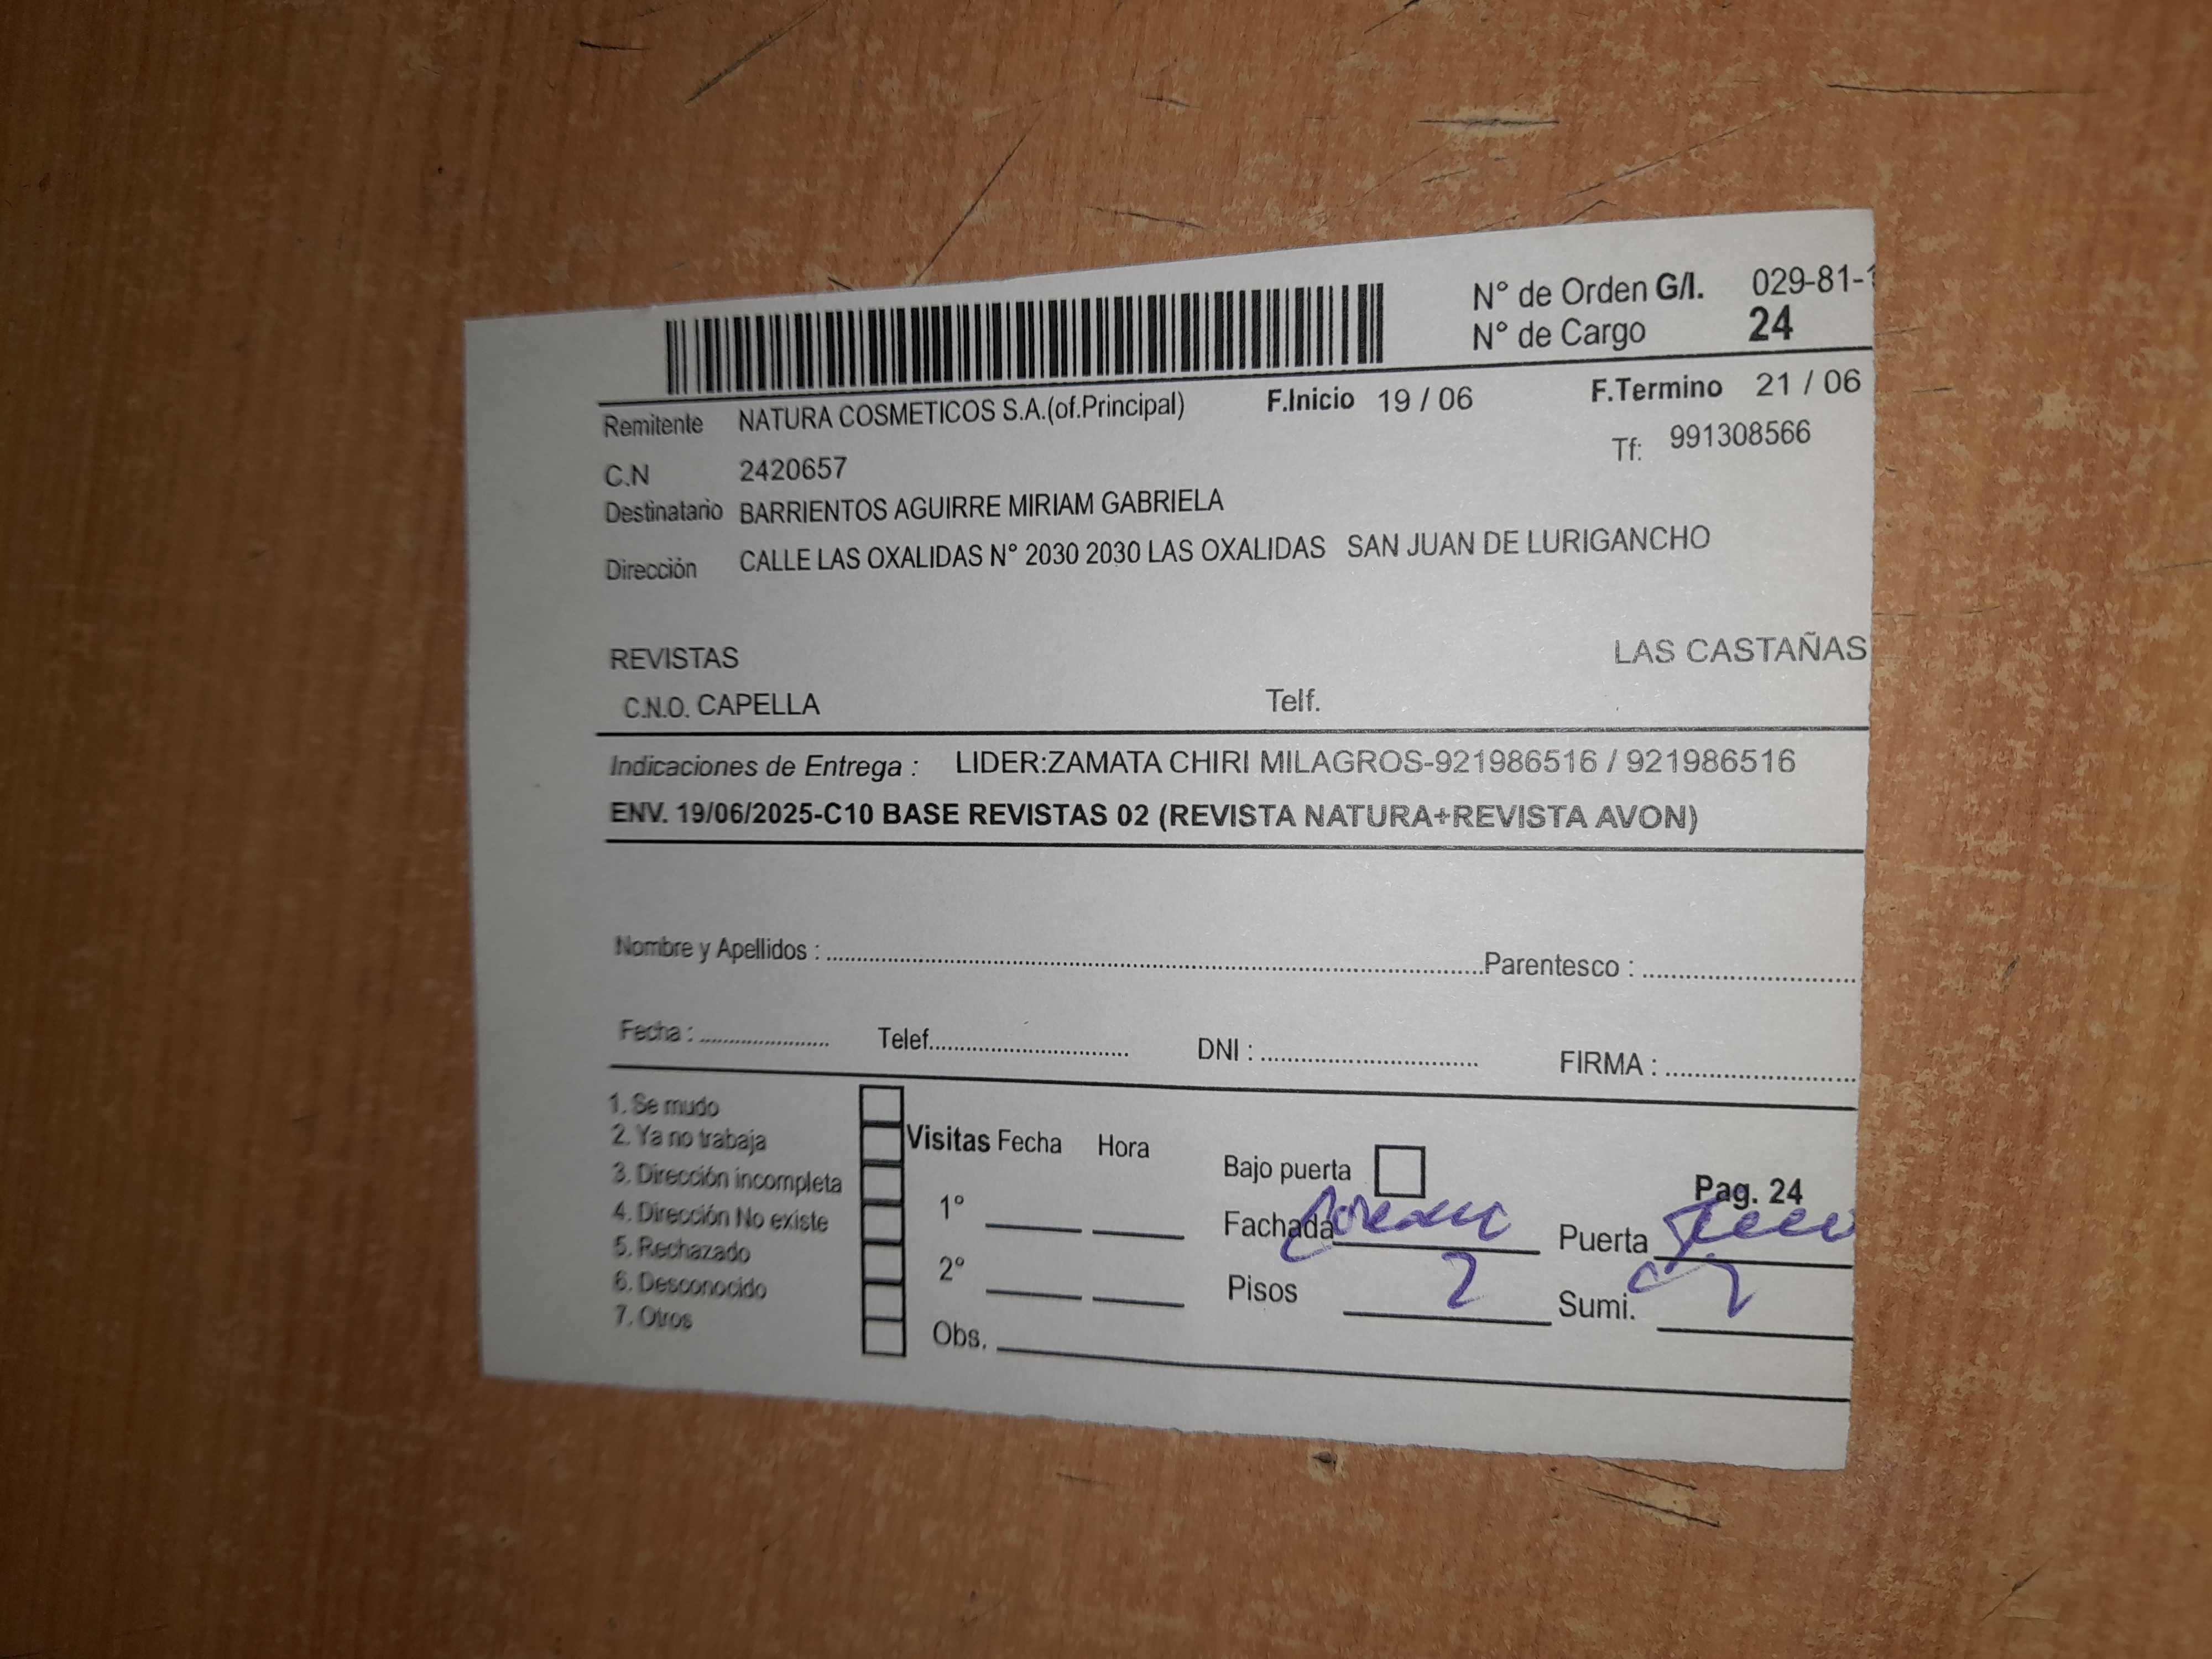 N° de Orden G/I. 029-81-
N° de Cargo 24
Remitente NATURA COSMETICOS S.A.(of.Principal) F.Inicio 19 / 06 F.Termino 21 / 06
C.N 2420657 Tf: 991308566
Destinatario BARRIENTOS AGUIRRE MIRIAM GABRIELA
Dirección CALLE LAS OXALIDAS N° 2030 2030 LAS OXALIDAS SAN JUAN DE LURIGANCHO
REVISTAS LAS CASTAÑAS
C.N.O. CAPELLA Telf.
Indicaciones de Entrega : LIDER:ZAMATA CHIRI MILAGROS-921986516 / 921986516
ENV. 19/06/2025-C10 BASE REVISTAS 02 (REVISTA NATURA+REVISTA AVON)
Nombre y Apellidos : Parentesco :
Fecha : Telef. DNI : FIRMA :
1. Se mudo
2. Ya no trabaja
3. Dirección incompleta
4. Dirección No existe
5. Rechazado
6. Desconocido
7. Otros
Visitas Fecha Hora
1°
2°
Obs.
Bajo puerta
Pag. 24
Fachada Puerta
Pisos 2 Sumi.